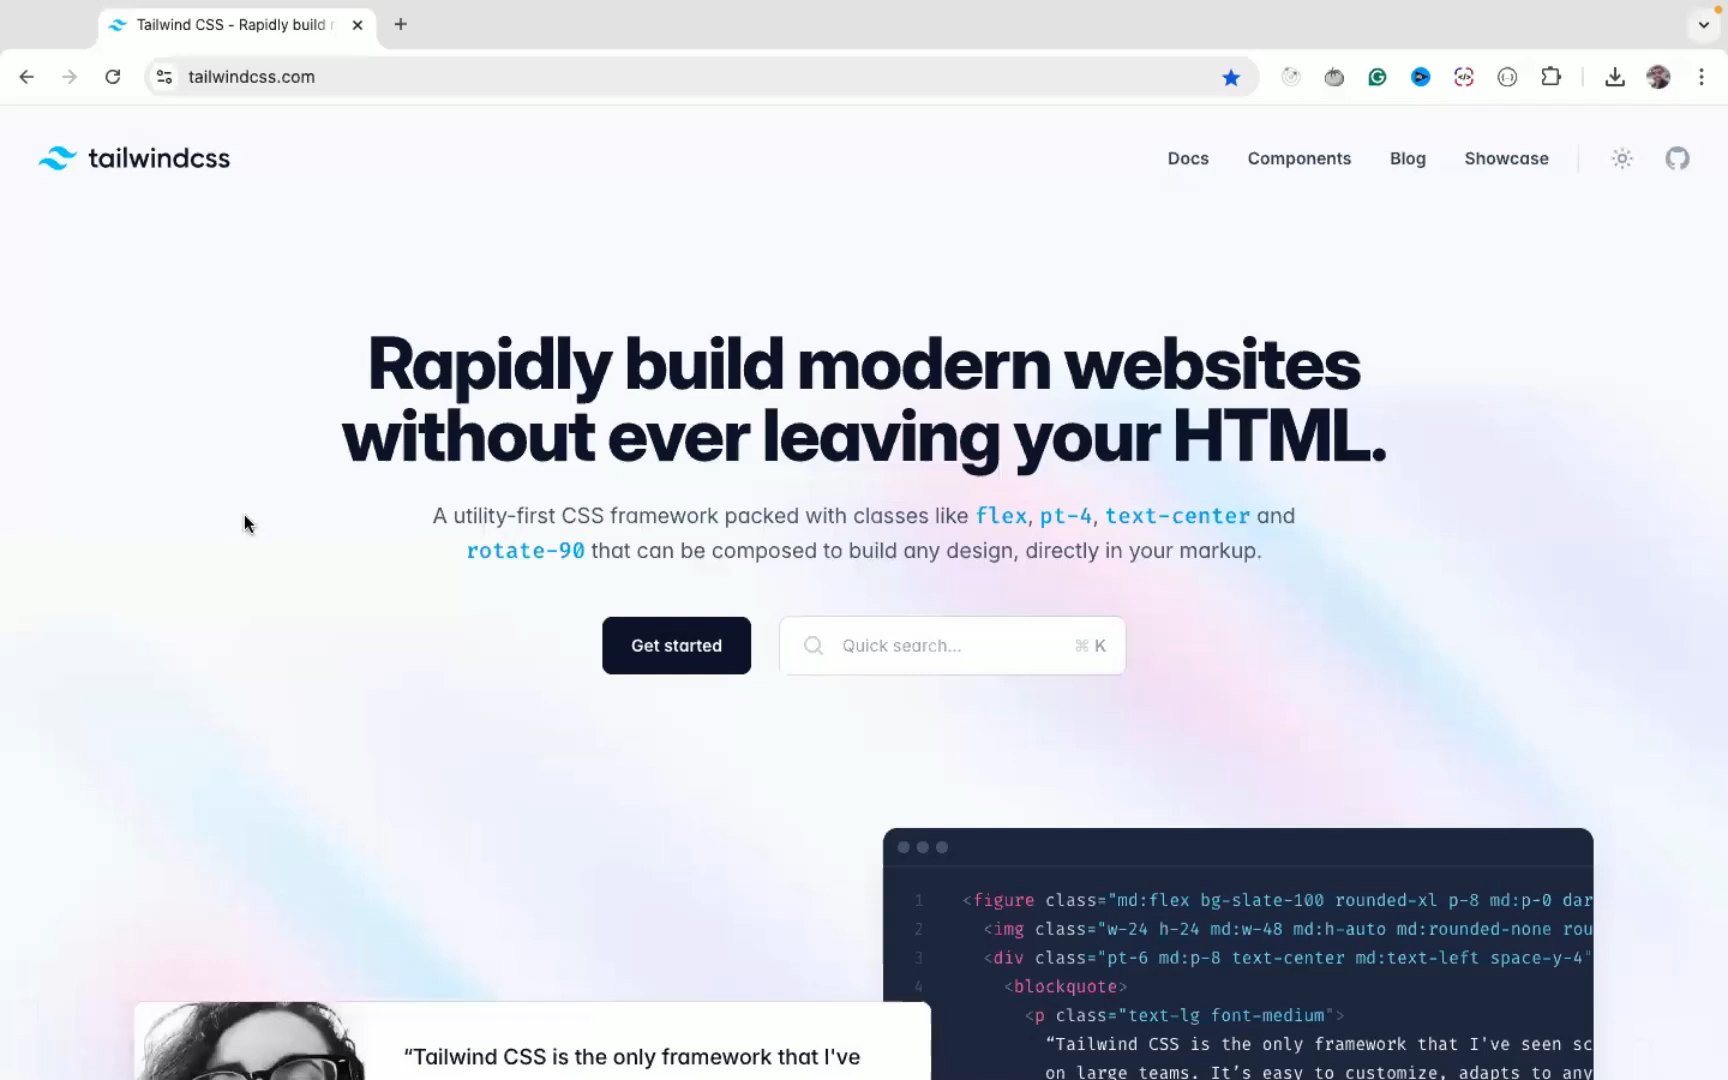 Tailwind CSS - Rapidly build
tailwindcss.com
tailwindcss
Docs
Components
Blog
Showcase
Rapidly build modern websites
without ever leaving your HTML.
A utility-first CSS framework packed with classes like flex, pt-4, text-center and
rotate-90 that can be composed to build any design, directly in your markup.
Get started
Quick search...
⌘ K
1 <figure class="md:flex bg-slate-100 rounded-xl p-8 md:p-0 dar
2 <img class="w-24 h-24 md:w-48 md:h-auto md:rounded-none rou
3 <div class="pt-6 md:p-8 text-center md:text-left space-y-4"
4 <blockquote>
<p class="text-lg font-medium">
“Tailwind CSS is the only framework that I've seen sc
on large teams. It’s easy to customize, adapts to any
“Tailwind CSS is the only framework that I've